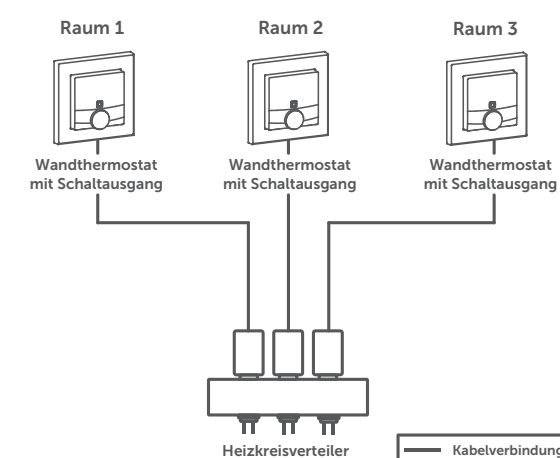 Raum 1
Raum 2
Raum 3
Wandthermostat
mit Schaltausgang
Wandthermostat
mit Schaltausgang
Wandthermostat
mit Schaltausgang
Heizkreisverteiler
Kabelverbindung